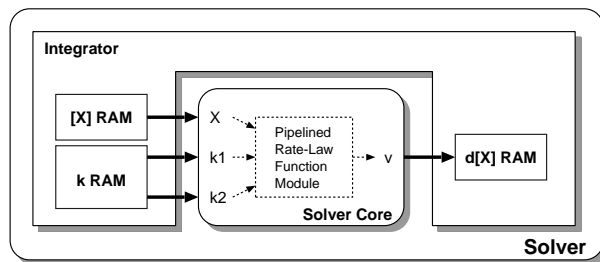 Integrator
[X] RAM
k RAM
X
k1
k2
Pipelined
Rate-Law
Function
Module
v
Solver Core
d[X] RAM
Solver